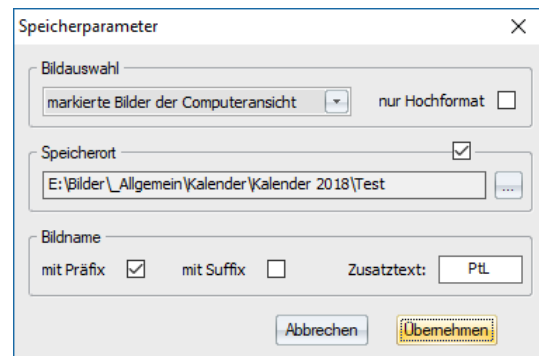 Speicherparameter
Bildauswahl
markierte Bilder der Computeransicht
nur Hochformat
Speicherort
E:\Bilder\_Allgemein\Kalender\Kalender 2018\Test
...
Bildname
mit Präfix
mit Suffix
Zusatztext:
PtL
Abbrechen
Übernehmen